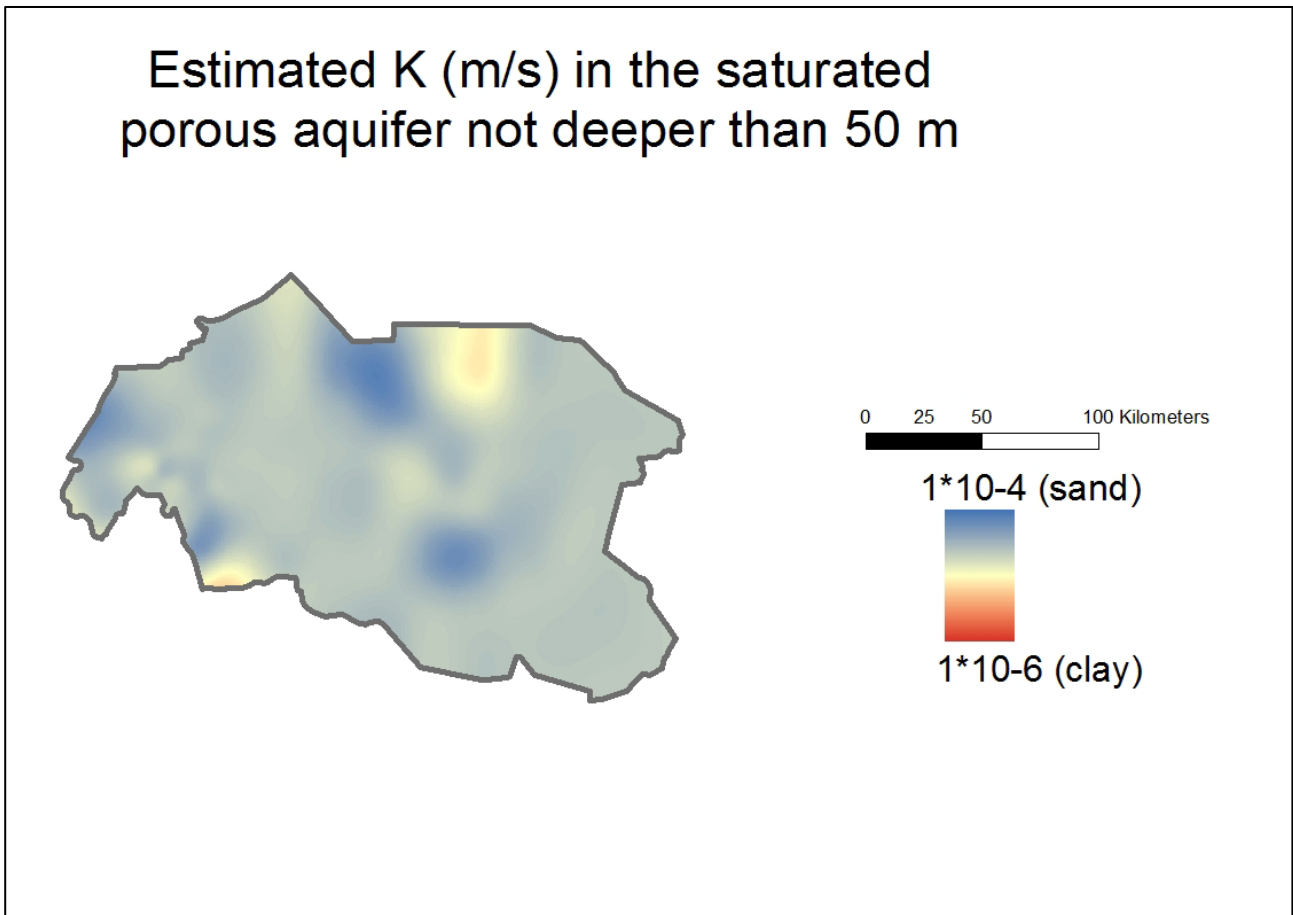 Estimated K (m/s) in the saturated
porous aquifer not deeper than 50 m
0 25 50 100 Kilometers
1*10-4 (sand)
1*10-6 (clay)